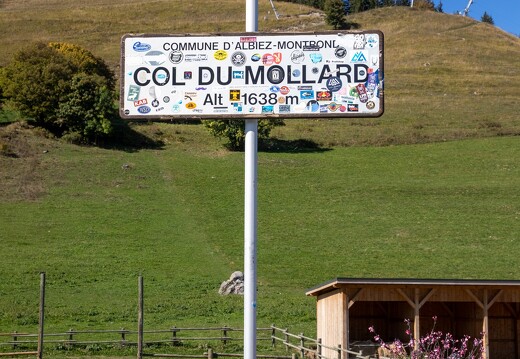 COMMUNE D'ALBIEZ-MONTROND
COL DU MOLLARD
Alt 1638 m